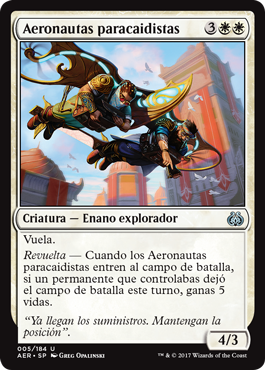 Aeronautas paracaidistas 3
Criatura — Enano explorador
Vuela.
Revuelta — Cuando los Aeronautas
paracaidistas entren al campo de batalla,
si un permanente que controlabas dejó
el campo de batalla este turno, ganas 5
vidas.
“Ya llegan los suministros. Mantengan la
posición”.
4/3
005/184 U
AER • SP Greg Opalinski
™ & © 2017 Wizards of the Coast